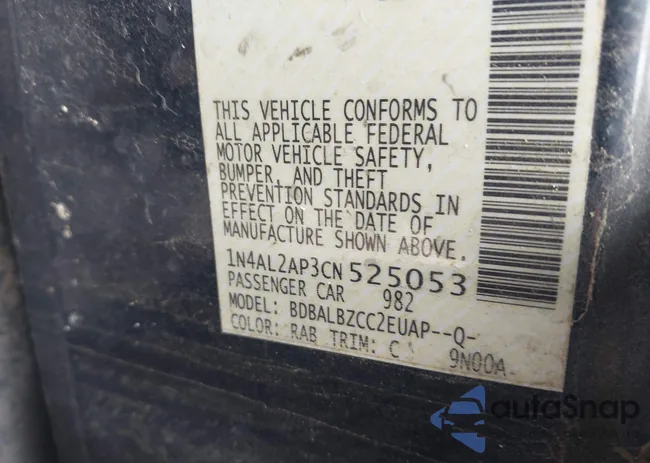 THIS VEHICLE CONFORMS TO
ALL APPLICABLE FEDERAL
MOTOR VEHICLE SAFETY,
BUMPER, AND THEFT
PREVENTION STANDARDS IN
EFFECT ON THE DATE OF
MANUFACTURE SHOWN ABOVE.
1N4AL2AP3CN525053
PASSENGER CAR 982
MODEL: BDBALBZCC2EUAP--Q-
COLOR: RAB TRIM: C 9N00A
autoSnap